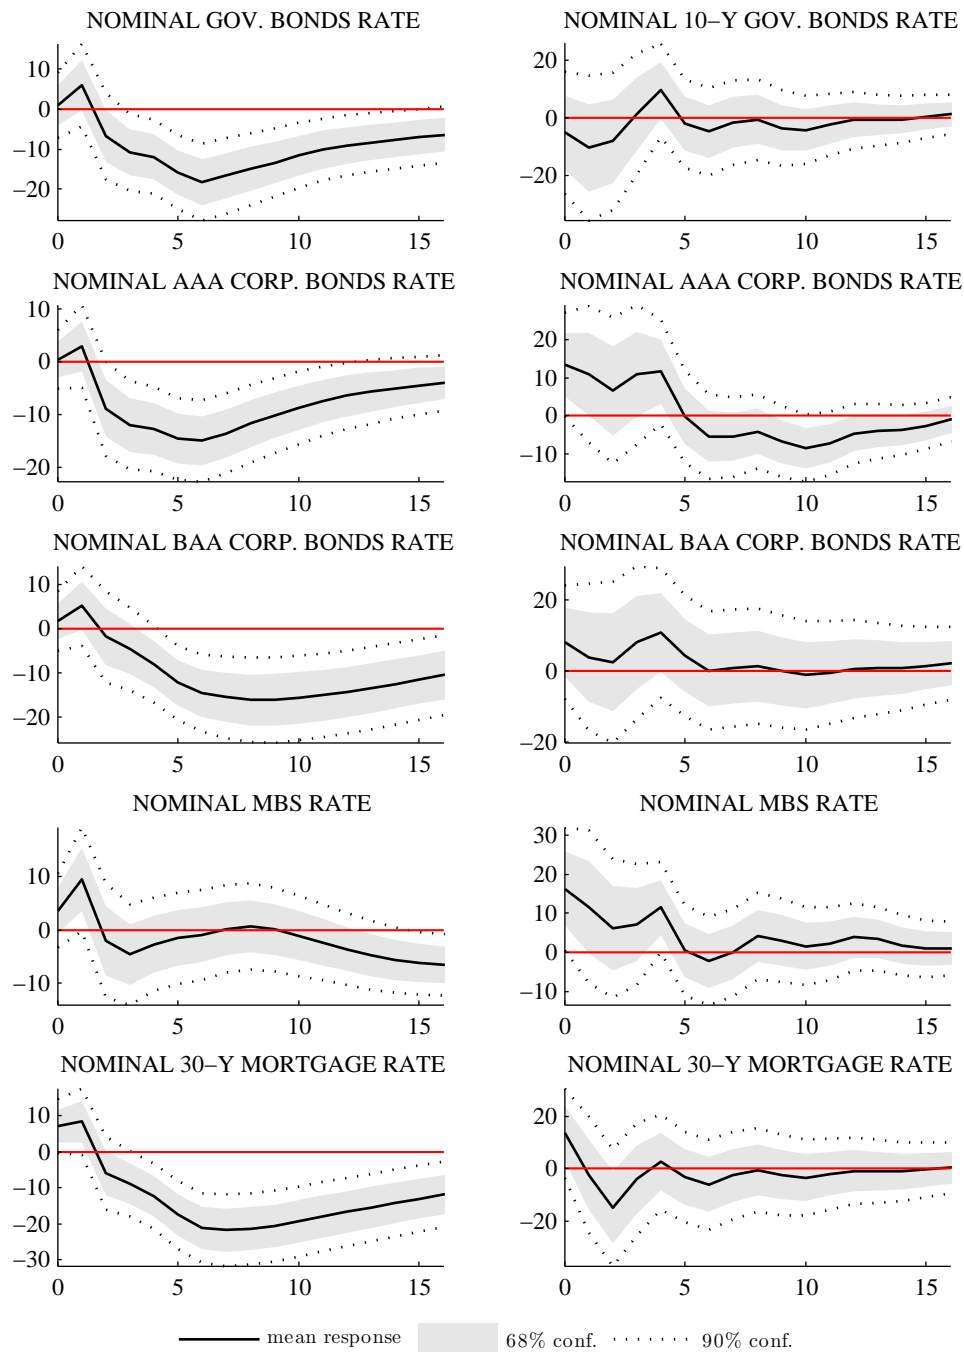 NOMINAL GOV. BONDS RATE
10
0
−10
−20
0 5 10 15
NOMINAL 10−Y GOV. BONDS RATE
20
0
−20
0 5 10 15
NOMINAL AAA CORP. BONDS RATE
10
0
−10
−20
0 5 10 15
NOMINAL AAA CORP. BONDS RATE
20
10
0
−10
0 5 10 15
NOMINAL BAA CORP. BONDS RATE
10
0
−10
−20
0 5 10 15
NOMINAL BAA CORP. BONDS RATE
20
0
−20
0 5 10 15
NOMINAL MBS RATE
10
0
−10
0 5 10 15
NOMINAL MBS RATE
30
20
10
0
−10
0 5 10 15
NOMINAL 30−Y MORTGAGE RATE
10
0
−10
−20
−30
0 5 10 15
NOMINAL 30−Y MORTGAGE RATE
20
0
−20
0 5 10 15
mean response 68% conf. 90% conf.